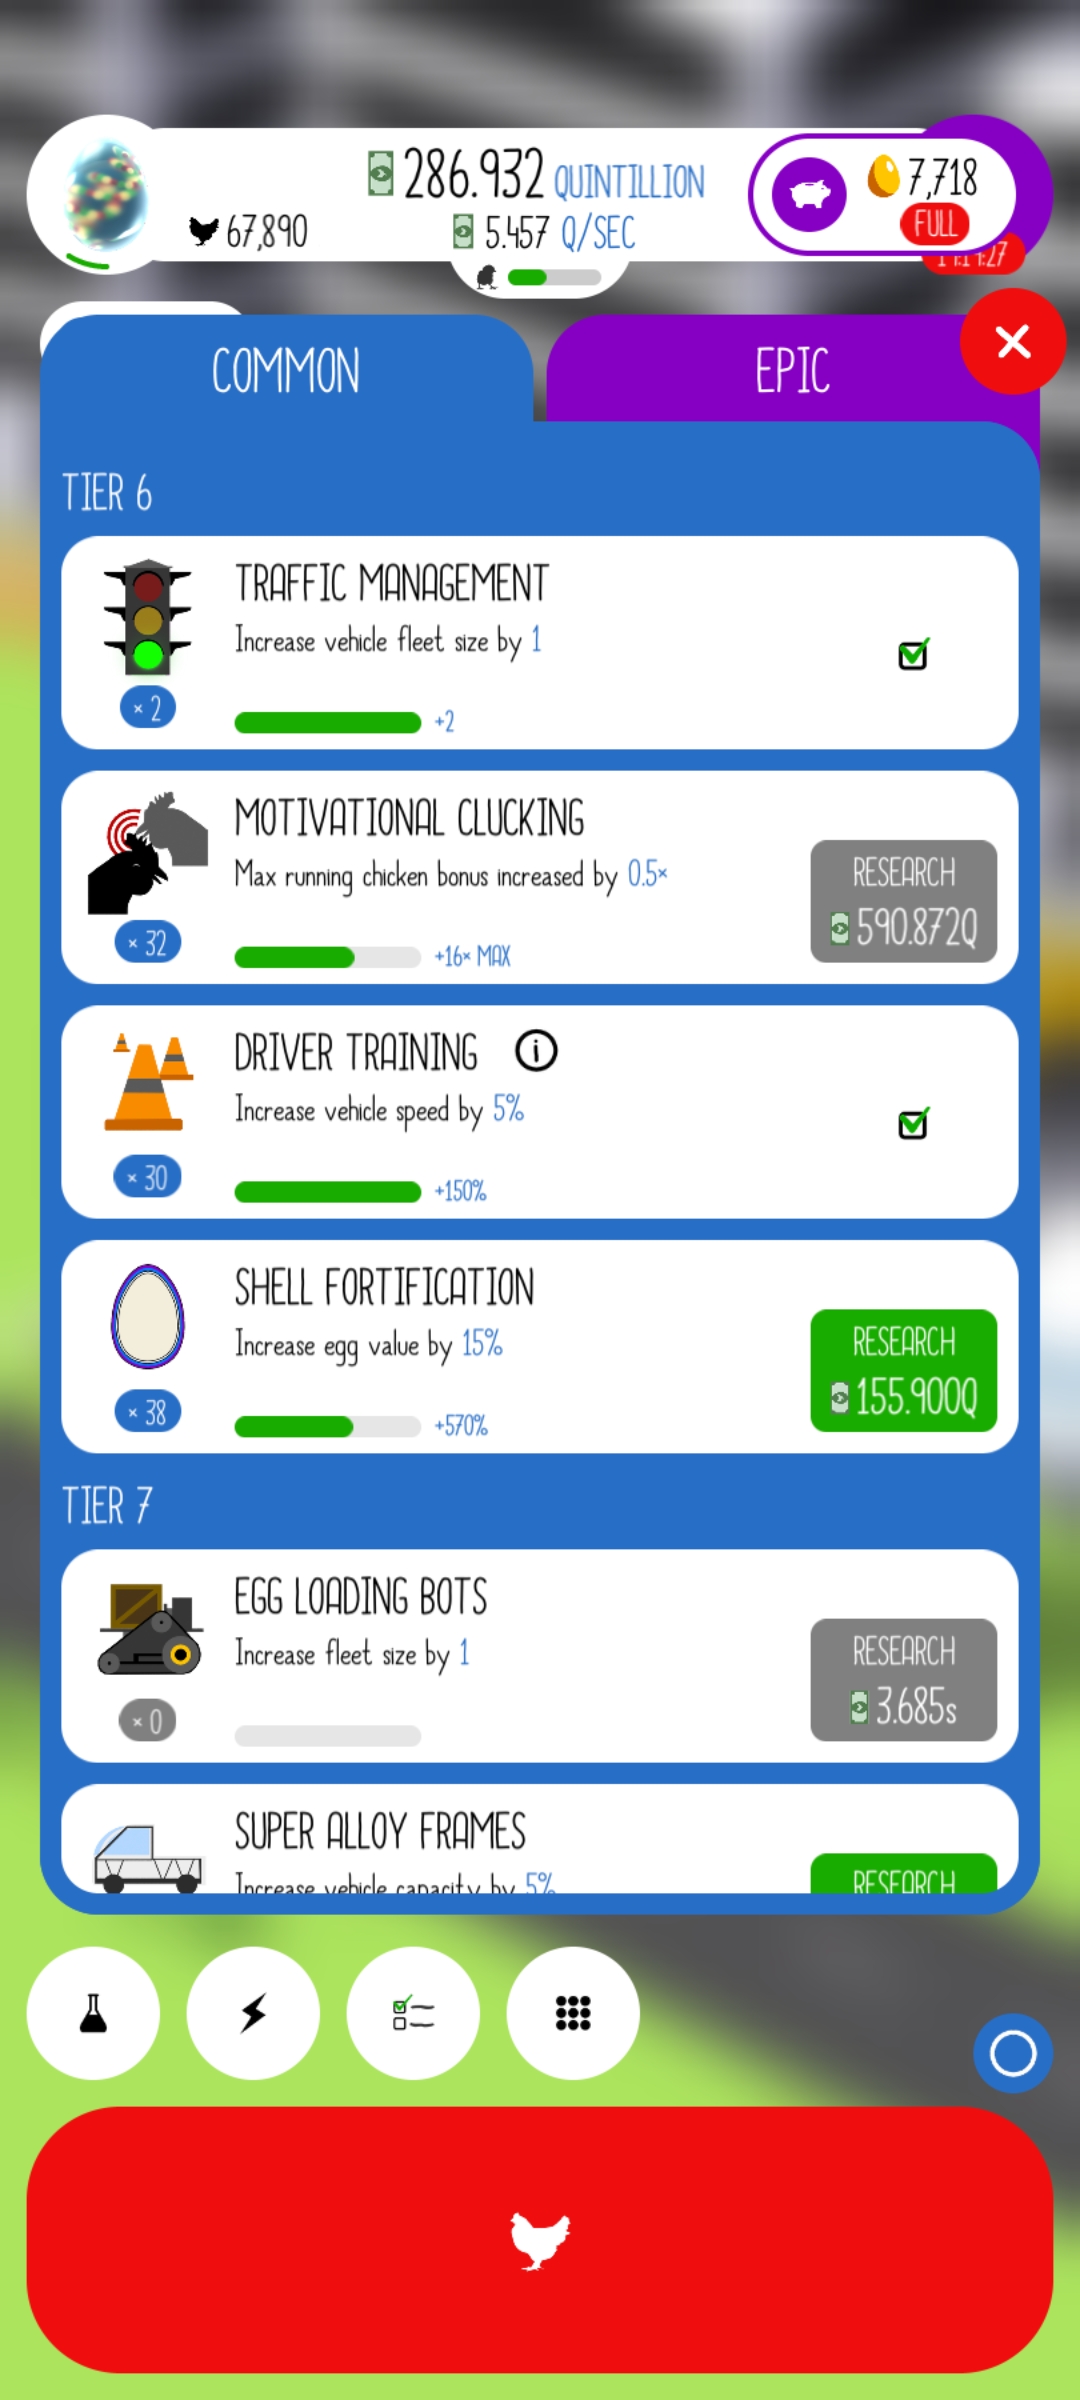 286.932 QUINTILLION
67,890
5.457 Q/SEC
7,718
FULL
COMMON
EPIC
TIER 6
TRAFFIC MANAGEMENT
Increase vehicle fleet size by 1
× 2
+2
MOTIVATIONAL CLUCKING
Max running chicken bonus increased by 0.5×
RESEARCH
590.872Q
× 32
+16× MAX
DRIVER TRAINING
Increase vehicle speed by 5%
× 30
+150%
SHELL FORTIFICATION
Increase egg value by 15%
RESEARCH
155.900Q
× 38
+570%
TIER 7
EGG LOADING BOTS
Increase fleet size by 1
RESEARCH
3.685s
× 0
SUPER ALLOY FRAMES
Increase vehicle capacity by 5%
RESEARCH